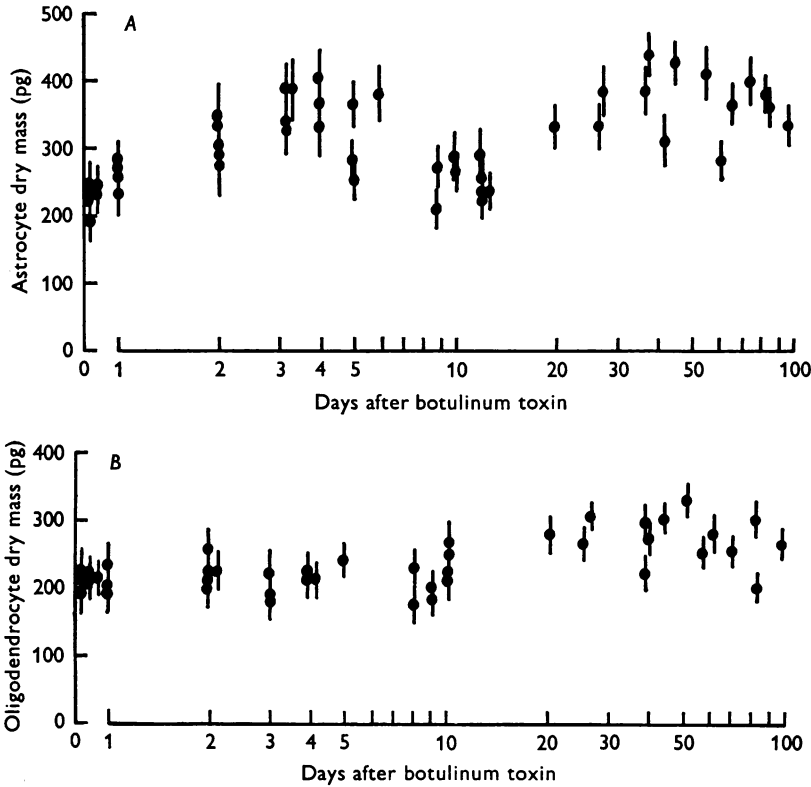 A
Astrocyte dry mass (pg)
500
400
300
200
100
0
0 1 2 3 4 5 10 20 30 50 100
Days after botulinum toxin
B
Oligodendrocyte dry mass (pg)
400
300
200
100
0
0 1 2 3 4 5 10 20 30 50 100
Days after botulinum toxin